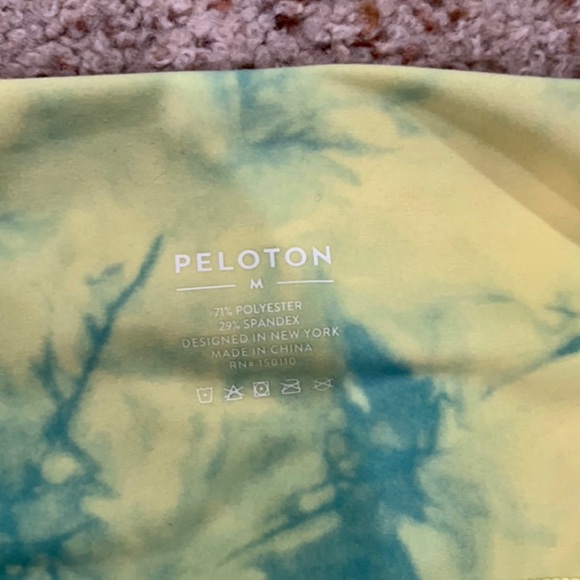 PELOTON
M
71% POLYESTER
29% SPANDEX
DESIGNED IN NEW YORK
MADE IN CHINA
RN# 150110